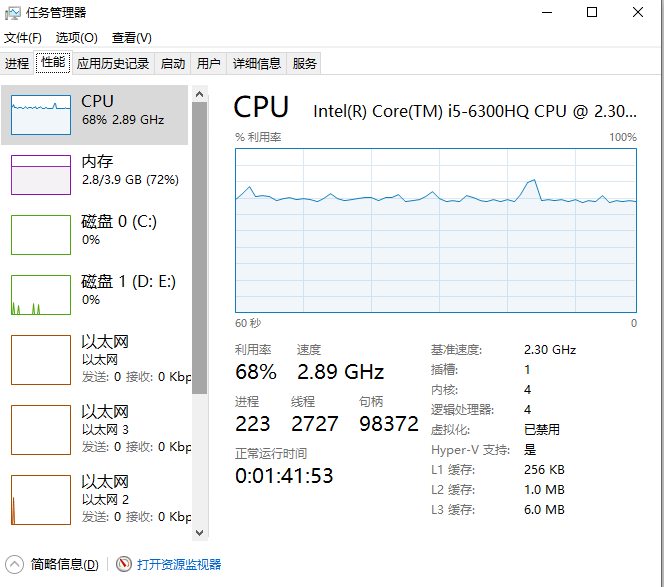 任务管理器
文件(F) 选项(O) 查看(V)
进程 性能 应用历史记录 启动 用户 详细信息 服务
CPU
68% 2.89 GHz
内存
2.8/3.9 GB (72%)
磁盘 0 (C:)
0%
磁盘 1 (D: E:)
0%
以太网
以太网
发送: 0 接收: 0 Kbp
以太网
以太网 3
发送: 0 接收: 0 Kbp
以太网
以太网 2
发送: 0 接收: 0 Kbp
CPU Intel(R) Core(TM) i5-6300HQ CPU @ 2.30...
% 利用率 100%
60 秒 0
利用率 速度
68% 2.89 GHz
进程 线程 句柄
223 2727 98372
正常运行时间
0:01:41:53
基准速度: 2.30 GHz
插槽: 1
内核: 4
逻辑处理器: 4
虚拟化: 已禁用
Hyper-V 支持: 是
L1 缓存: 256 KB
L2 缓存: 1.0 MB
L3 缓存: 6.0 MB
简略信息(D) 打开资源监视器